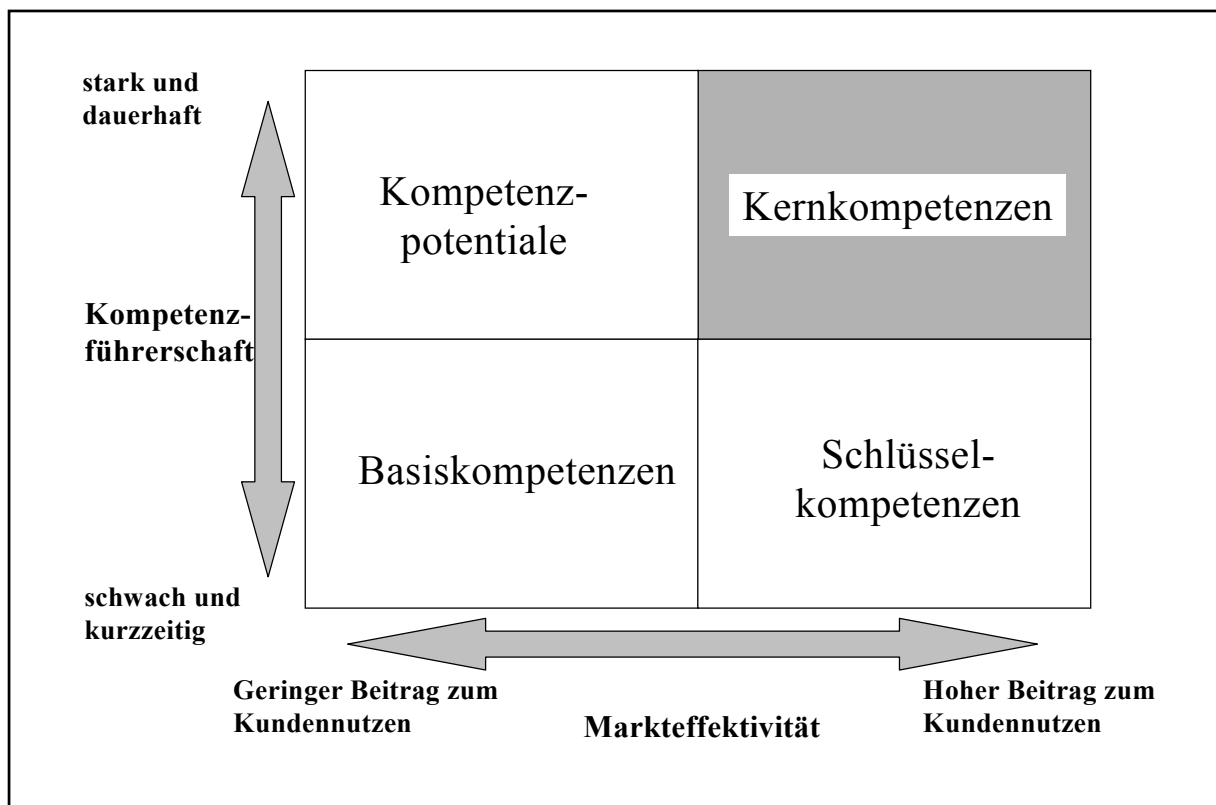 stark und
dauerhaft
Kompetenz-
potentiale
Kernkompetenzen
Kompetenz-
führerschaft
Basiskompetenzen
Schlüssel-
kompetenzen
schwach und
kurzzeitig
Geringer Beitrag zum
Kundennutzen
Markteffektivität
Hoher Beitrag zum
Kundennutzen